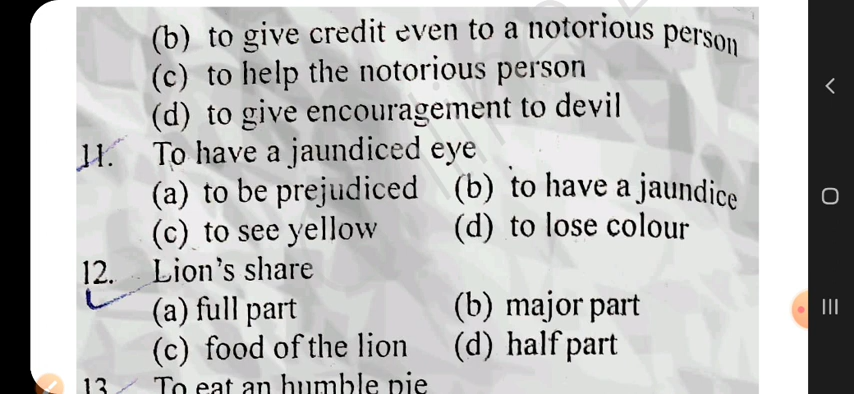 (b) to give credit even to a notorious person
(c) to help the notorious person
(d) to give encouragement to devil
11. To have a jaundiced eye
(a) to be prejudiced (b) to have a jaundice
(c) to see yellow (d) to lose colour
12. Lion's share
(a) full part (b) major part
(c) food of the lion (d) half part
13 To eat an humble pie